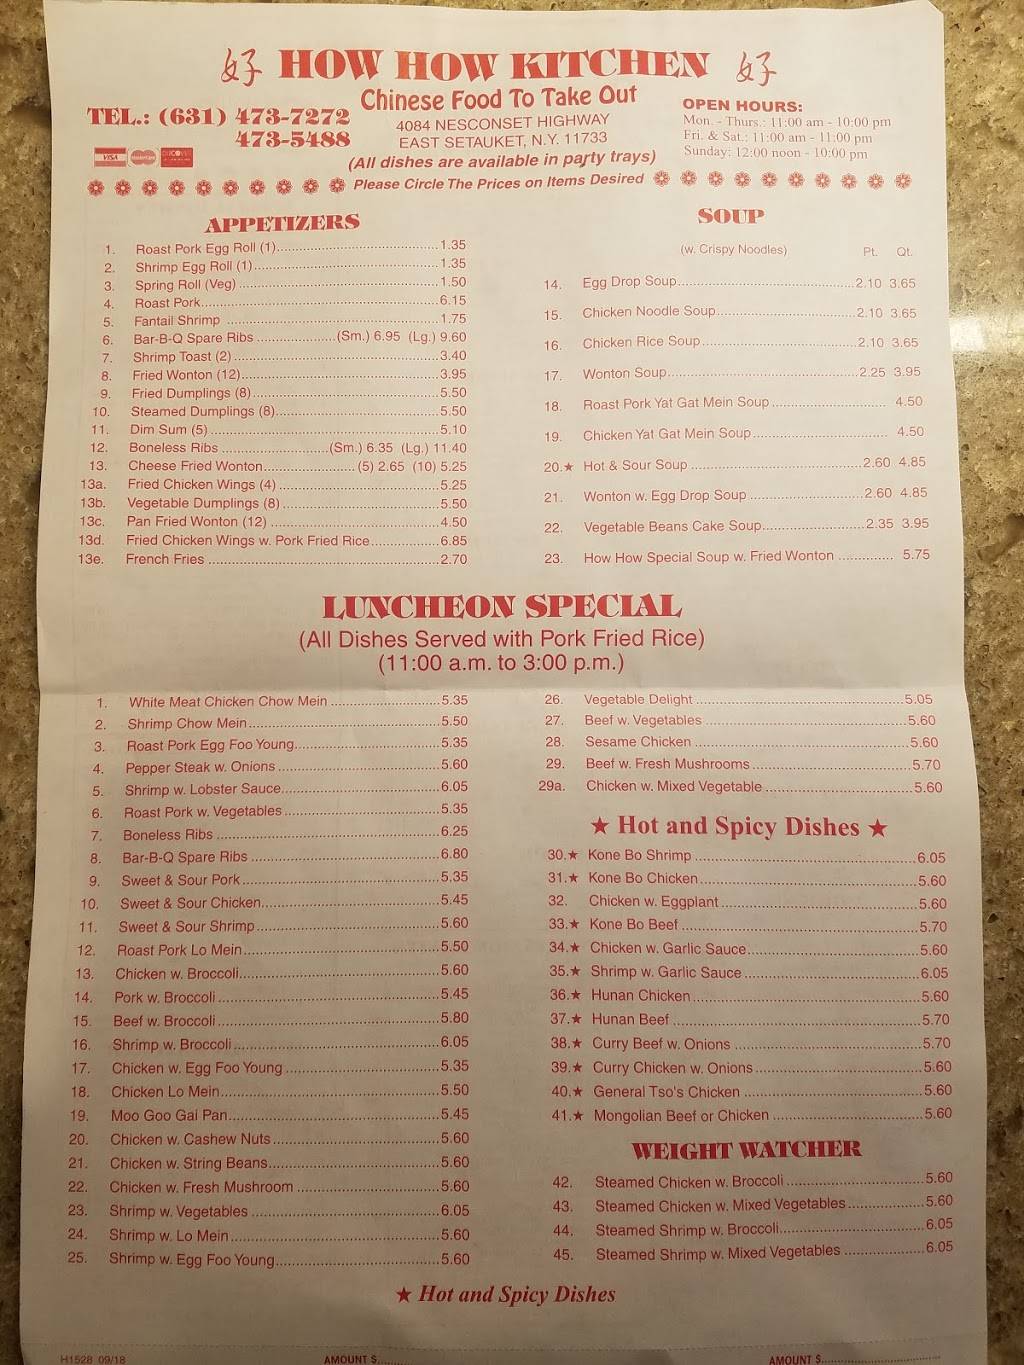 好 HOW HOW KITCHEN 好
Chinese Food To Take Out
TEL.: (631) 473-7272
473-5488
VISA MasterCard DISCOVER
4084 NESCONSET HIGHWAY
EAST SETAUKET, N.Y. 11733
(All dishes are available in party trays)
OPEN HOURS:
Mon. - Thurs.: 11:00 am - 10:00 pm
Fri. & Sat.: 11:00 am - 11:00 pm
Sunday: 12:00 noon - 10:00 pm
Please Circle The Prices on Items Desired
APPETIZERS
1. Roast Pork Egg Roll (1) 1.35
2. Shrimp Egg Roll (1) 1.35
3. Spring Roll (Veg) 1.50
4. Roast Pork 6.15
5. Fantail Shrimp 1.75
6. Bar-B-Q Spare Ribs (Sm.) 6.95 (Lg.) 9.60
7. Shrimp Toast (2) 3.40
8. Fried Wonton (12) 3.95
9. Fried Dumplings (8) 5.50
10. Steamed Dumplings (8) 5.50
11. Dim Sum (5) 5.10
12. Boneless Ribs (Sm.) 6.35 (Lg.) 11.40
13. Cheese Fried Wonton (5) 2.65 (10) 5.25
13a. Fried Chicken Wings (4) 5.25
13b. Vegetable Dumplings (8) 5.50
13c. Pan Fried Wonton (12) 4.50
13d. Fried Chicken Wings w. Pork Fried Rice 6.85
13e. French Fries 2.70
SOUP
(w. Crispy Noodles) Pt. Qt.
14. Egg Drop Soup 2.10 3.65
15. Chicken Noodle Soup 2.10 3.65
16. Chicken Rice Soup 2.10 3.65
17. Wonton Soup 2.25 3.95
18. Roast Pork Yat Gat Mein Soup 4.50
19. Chicken Yat Gat Mein Soup 4.50
20.★ Hot & Sour Soup 2.60 4.85
21. Wonton w. Egg Drop Soup 2.60 4.85
22. Vegetable Beans Cake Soup 2.35 3.95
23. How How Special Soup w. Fried Wonton 5.75
LUNCHEON SPECIAL
(All Dishes Served with Pork Fried Rice)
(11:00 a.m. to 3:00 p.m.)
1. White Meat Chicken Chow Mein 5.35
2. Shrimp Chow Mein 5.50
3. Roast Pork Egg Foo Young 5.35
4. Pepper Steak w. Onions 5.60
5. Shrimp w. Lobster Sauce 6.05
6. Roast Pork w. Vegetables 5.35
7. Boneless Ribs 6.25
8. Bar-B-Q Spare Ribs 6.80
9. Sweet & Sour Pork 5.35
10. Sweet & Sour Chicken 5.45
11. Sweet & Sour Shrimp 5.60
12. Roast Pork Lo Mein 5.50
13. Chicken w. Broccoli 5.60
14. Pork w. Broccoli 5.45
15. Beef w. Broccoli 5.80
16. Shrimp w. Broccoli 6.05
17. Chicken w. Egg Foo Young 5.35
18. Chicken Lo Mein 5.50
19. Moo Goo Gai Pan 5.45
20. Chicken w. Cashew Nuts 5.60
21. Chicken w. String Beans 5.60
22. Chicken w. Fresh Mushroom 5.60
23. Shrimp w. Vegetables 6.05
24. Shrimp w. Lo Mein 5.60
25. Shrimp w. Egg Foo Young 5.60
26. Vegetable Delight 5.05
27. Beef w. Vegetables 5.60
28. Sesame Chicken 5.60
29. Beef w. Fresh Mushrooms 5.70
29a. Chicken w. Mixed Vegetable 5.60
★ Hot and Spicy Dishes ★
30.★ Kone Bo Shrimp 6.05
31.★ Kone Bo Chicken 5.60
32. Chicken w. Eggplant 5.60
33.★ Kone Bo Beef 5.70
34.★ Chicken w. Garlic Sauce 5.60
35.★ Shrimp w. Garlic Sauce 6.05
36.★ Hunan Chicken 5.60
37.★ Hunan Beef 5.70
38.★ Curry Beef w. Onions 5.70
39.★ Curry Chicken w. Onions 5.60
40.★ General Tso's Chicken 5.60
41.★ Mongolian Beef or Chicken 5.60
WEIGHT WATCHER
42. Steamed Chicken w. Broccoli 5.60
43. Steamed Chicken w. Mixed Vegetables 5.60
44. Steamed Shrimp w. Broccoli 6.05
45. Steamed Shrimp w. Mixed Vegetables 6.05
★ Hot and Spicy Dishes
H1528 09/18 AMOUNT $ AMOUNT $